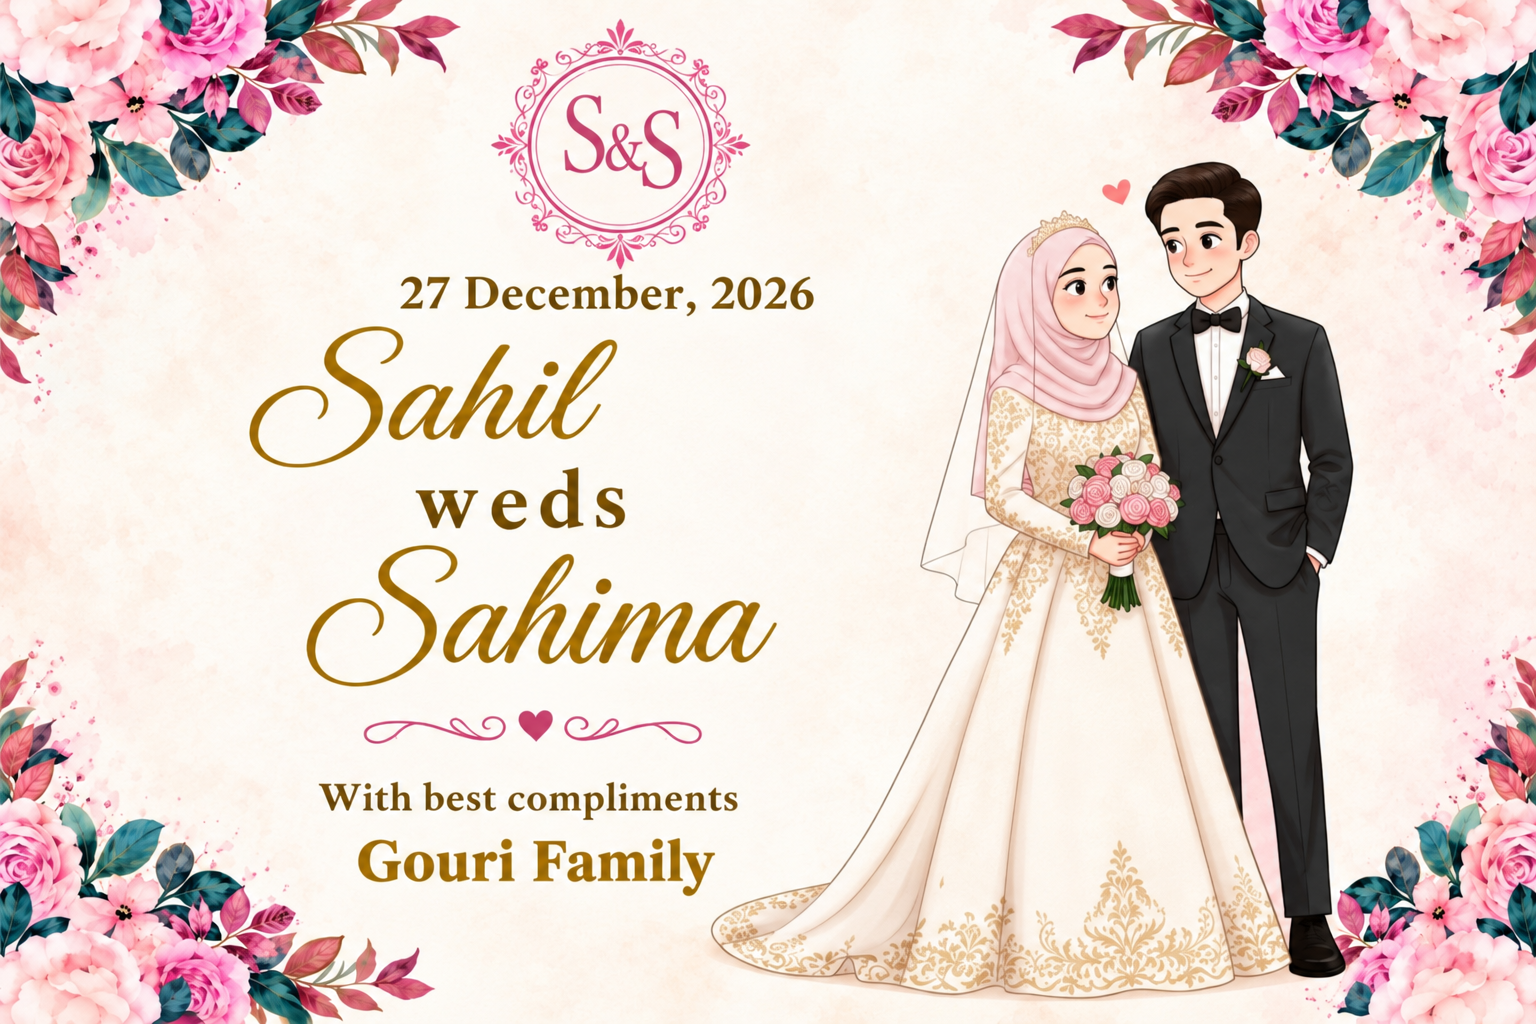 S&S
27 December, 2026
Sahil
weds
Sahima
With best compliments
Gouri Family